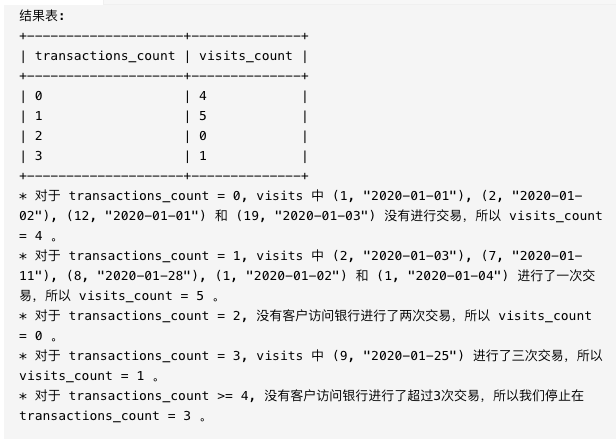 结果表:
+-------------------+--------------+
| transactions_count | visits_count |
+-------------------+--------------+
| 0 | 4 |
| 1 | 5 |
| 2 | 0 |
| 3 | 1 |
+-------------------+--------------+
* 对于 transactions_count = 0, visits 中 (1, "2020-01-01"), (2, "2020-01-
02"), (12, "2020-01-01") 和 (19, "2020-01-03") 没有进行交易，所以 visits_count
= 4 。
* 对于 transactions_count = 1, visits 中 (2, "2020-01-03"), (7, "2020-01-
11"), (8, "2020-01-28"), (1, "2020-01-02") 和 (1, "2020-01-04") 进行了一次交
易，所以 visits_count = 5 。
* 对于 transactions_count = 2, 没有客户访问银行进行了两次交易，所以 visits_count
= 0 。
* 对于 transactions_count = 3, visits 中 (9, "2020-01-25") 进行了三次交易，所以
visits_count = 1 。
* 对于 transactions_count >= 4, 没有客户访问银行进行了超过3次交易，所以我们停止在
transactions_count = 3 。